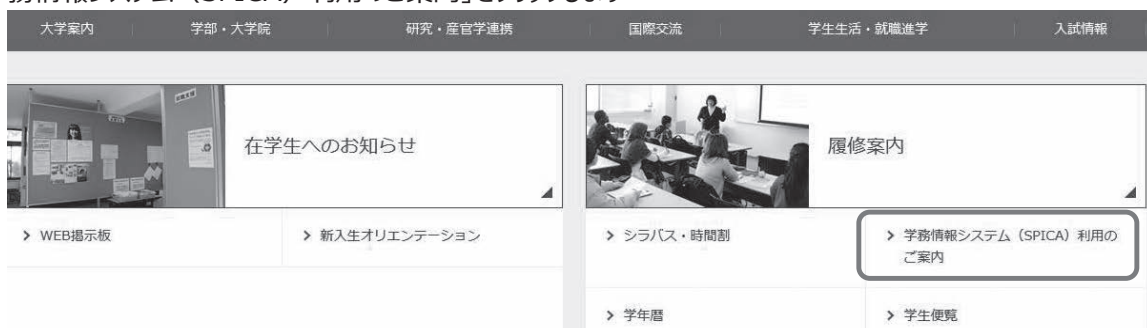 務情報システム（SPICA）利用のご案内」をクリックします
大学案内
学部・大学院
研究・産官学連携
国際交流
学生生活・就職進学
入試情報
在学生へのお知らせ
履修案内
> WEB掲示板
> 新入生オリエンテーション
> シラバス・時間割
> 学務情報システム（SPICA）利用の
ご案内
> 学年暦
> 学生便覧